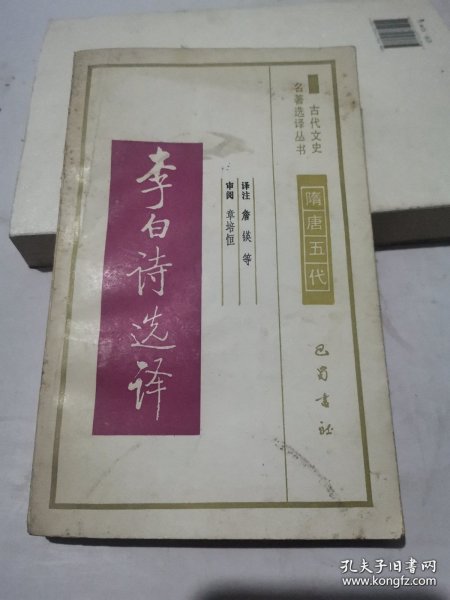 古代文史
名著选译丛书
隋唐五代
巴蜀书社
译注 詹锳 等
审阅 章培恒
李白诗选译
孔夫子旧书网
www.kongfz.com